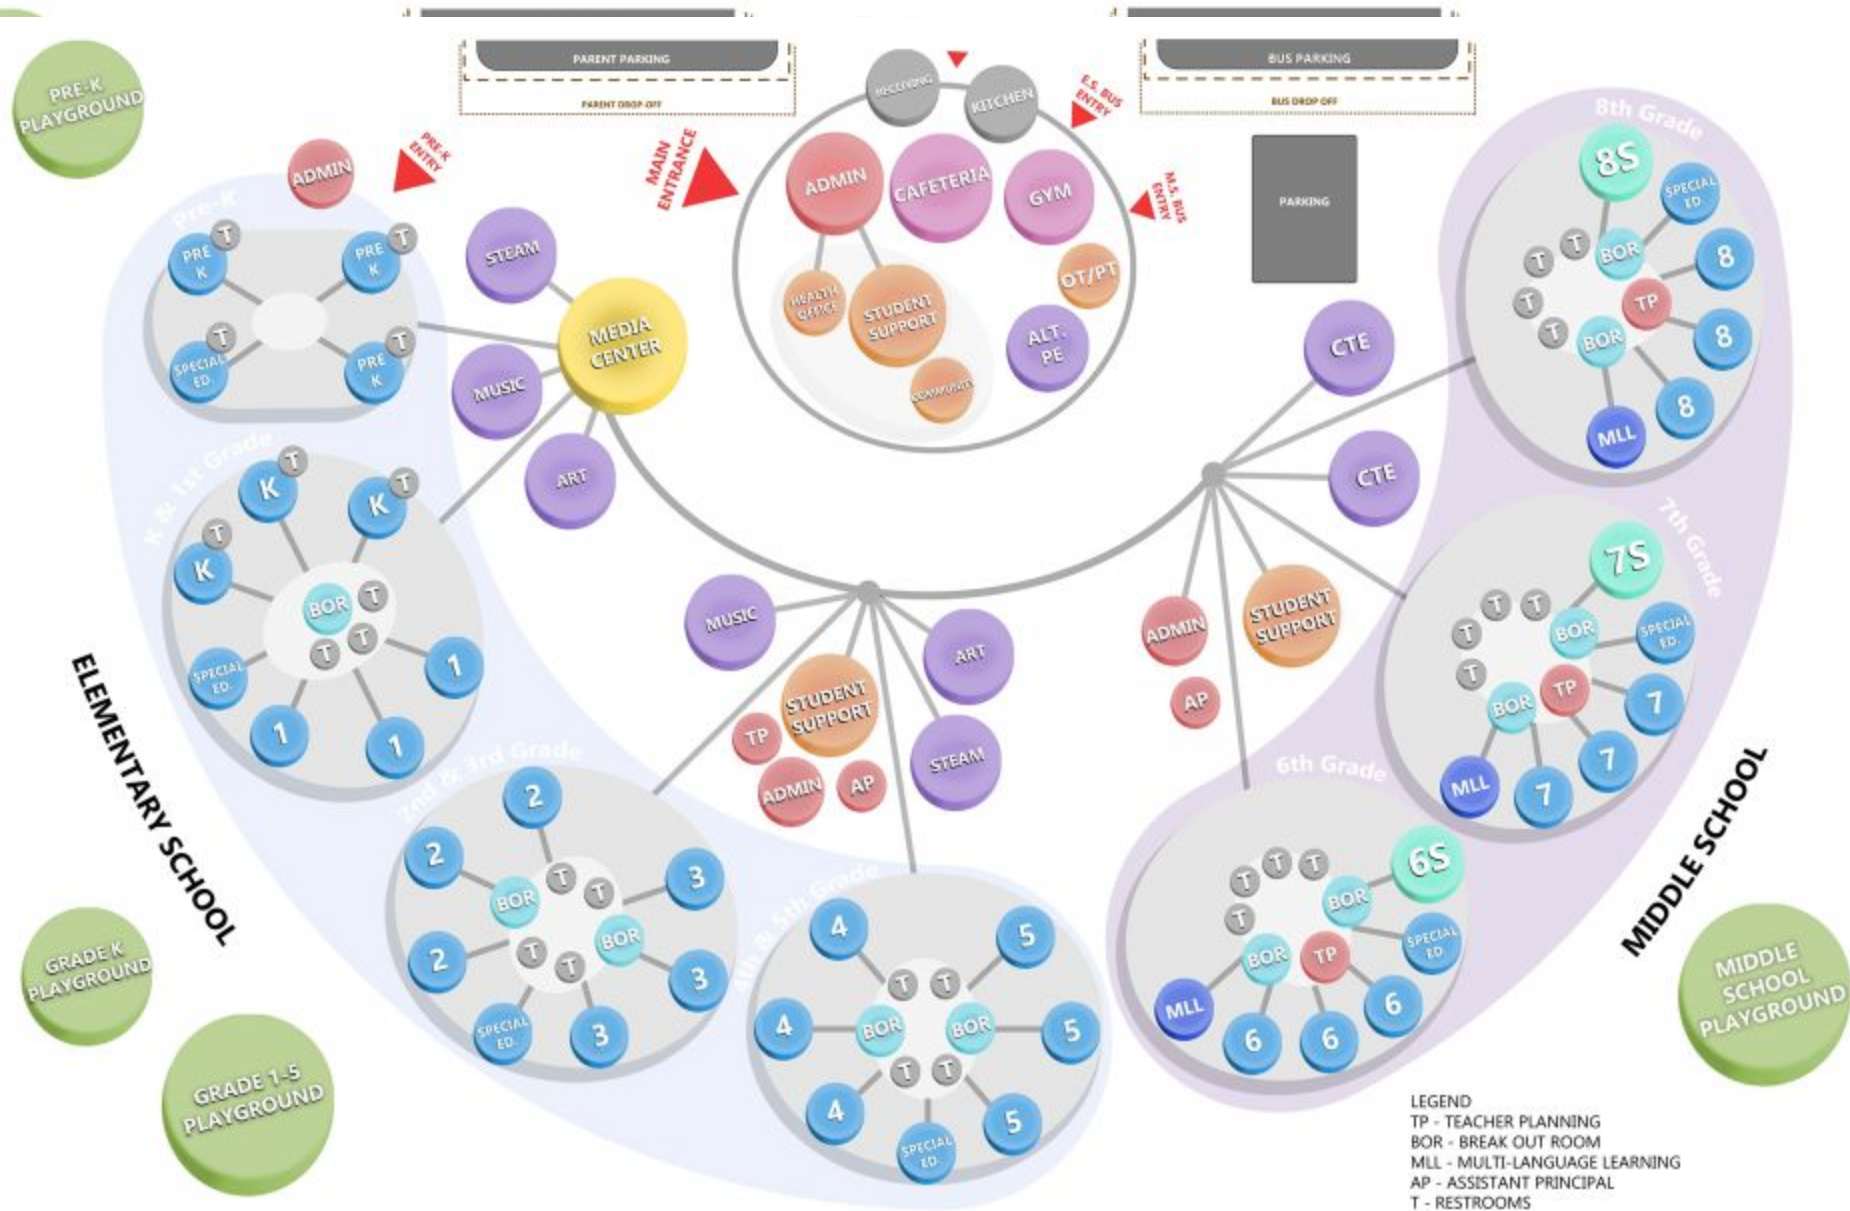 PARENT PARKING
PARENT DROP-OFF
BUS PARKING
BUS DROP OFF
PRE-K
PLAYGROUND
ADMIN
PRE-K
ENTRY
MAIN
ENTRANCE
RECEIVING
KITCHEN
E.S. BUS
ENTRY
M.S. BUS
ENTRY
ADMIN
CAFETERIA
GYM
OT/PT
HEALTH
OFFICE
STUDENT
SUPPORT
COMMUNITY
ALT.
PE
PARKING
Pre-K
PRE
K
T
PRE
K
T
SPECIAL
ED.
T
PRE
K
T
STEAM
MEDIA
CENTER
MUSIC
ART
K & 1st Grade
K
T
K
T
K
T
BOR
T
T
T
SPECIAL
ED.
1
1
1
ELEMENTARY SCHOOL
2nd & 3rd Grade
2
2
2
BOR
T
T
3
BOR
T
T
3
SPECIAL
ED.
3
MUSIC
STUDENT
SUPPORT
TP
ADMIN
AP
ART
STEAM
4th & 5th Grade
4
5
T
T
4
BOR
BOR
5
T
T
4
5
SPECIAL
ED.
CTE
CTE
ADMIN
AP
STUDENT
SUPPORT
8th Grade
8S
SPECIAL
ED.
T
T
BOR
8
T
TP
T
BOR
8
8
MLL
7th Grade
7S
T
T
BOR
SPECIAL
ED.
T
T
BOR
TP
7
7
7
MLL
6th Grade
6S
T
T
T
BOR
T
SPECIAL
ED.
BOR
TP
MLL
6
6
6
MIDDLE SCHOOL
GRADE K
PLAYGROUND
GRADE 1-5
PLAYGROUND
MIDDLE
SCHOOL
PLAYGROUND
LEGEND
TP - TEACHER PLANNING
BOR - BREAK OUT ROOM
MLL - MULTI-LANGUAGE LEARNING
AP - ASSISTANT PRINCIPAL
T - RESTROOMS